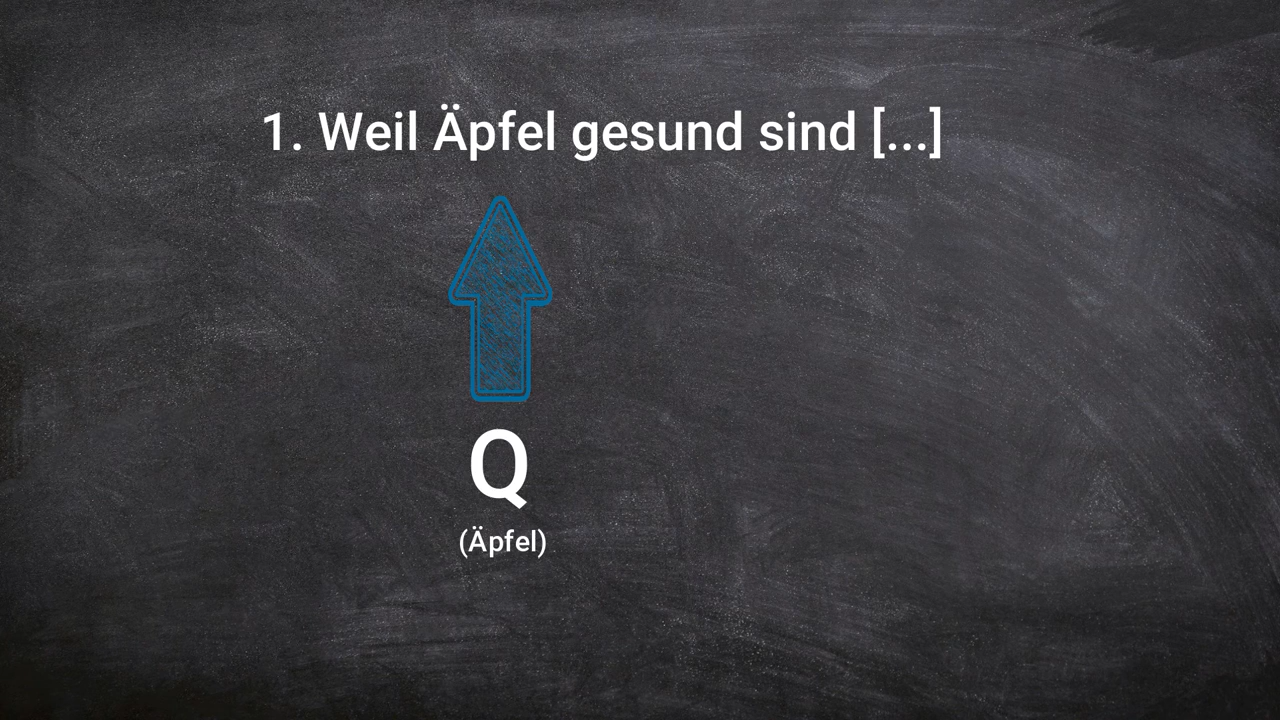 1. Weil Äpfel gesund sind [...]
Q
(Äpfel)